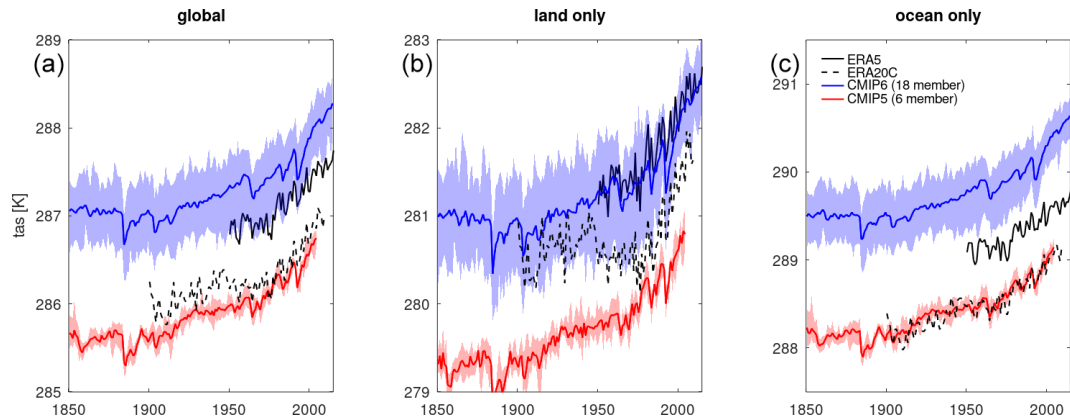 global
land only
ocean only
(a)
(b)
(c)
tas [K]
289
288
287
286
285
1850
1900
1950
2000
283
282
281
280
279
1850
1900
1950
2000
291
290
289
288
1850
1900
1950
2000
ERA5
ERA20C
CMIP6 (18 member)
CMIP5 (6 member)